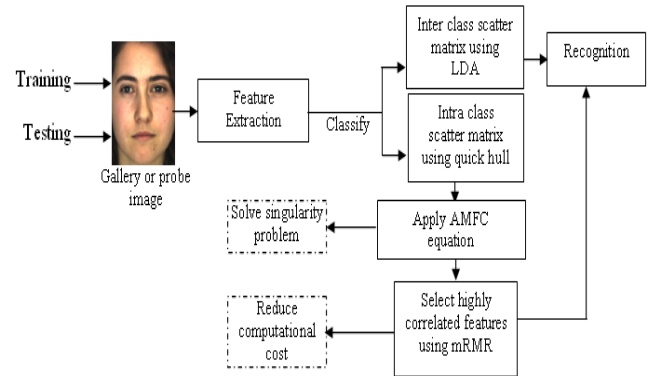 Training
Testing
Gallery or probe
image
Feature
Extraction
Classify
Inter class scatter
matrix using
LDA
Recognition
Intra class
scatter matrix
using quick hull
Solve singularity
problem
Apply AMFC
equation
Reduce
computational
cost
Select highly
correlated features
using mRMR